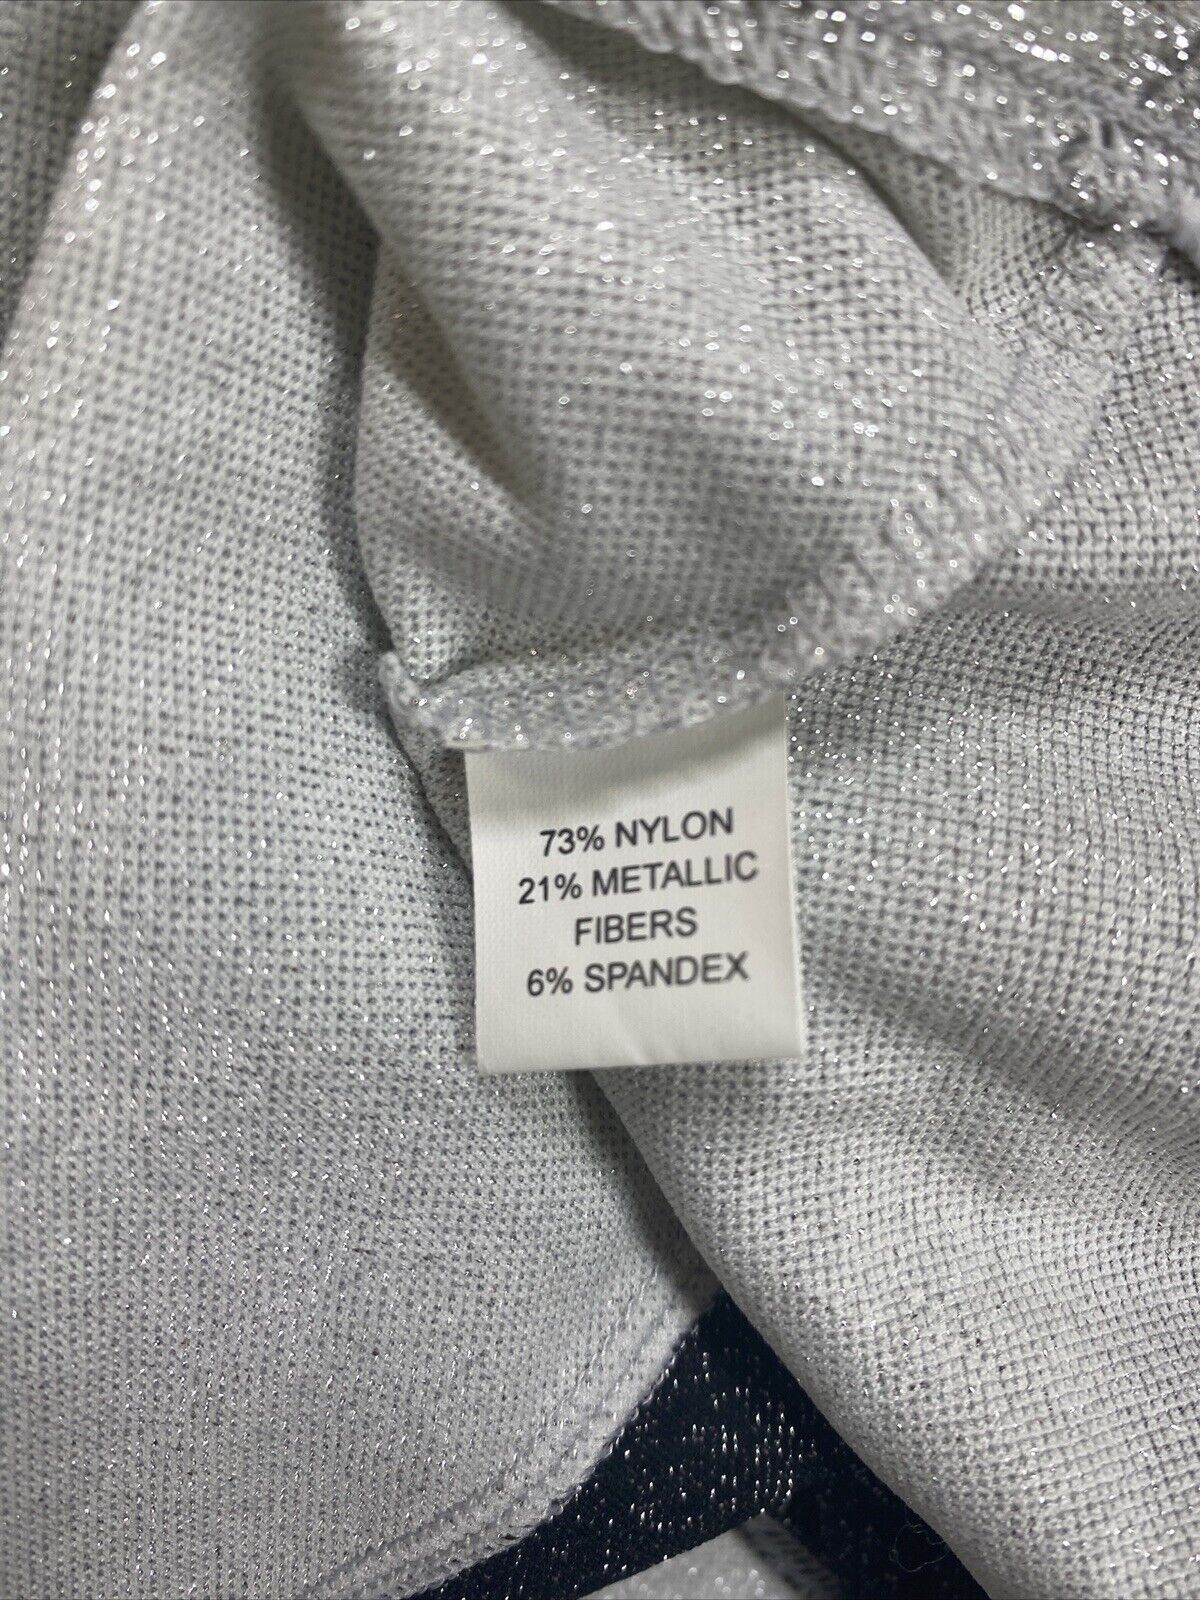 73% NYLON
21% METALLIC
FIBERS
6% SPANDEX